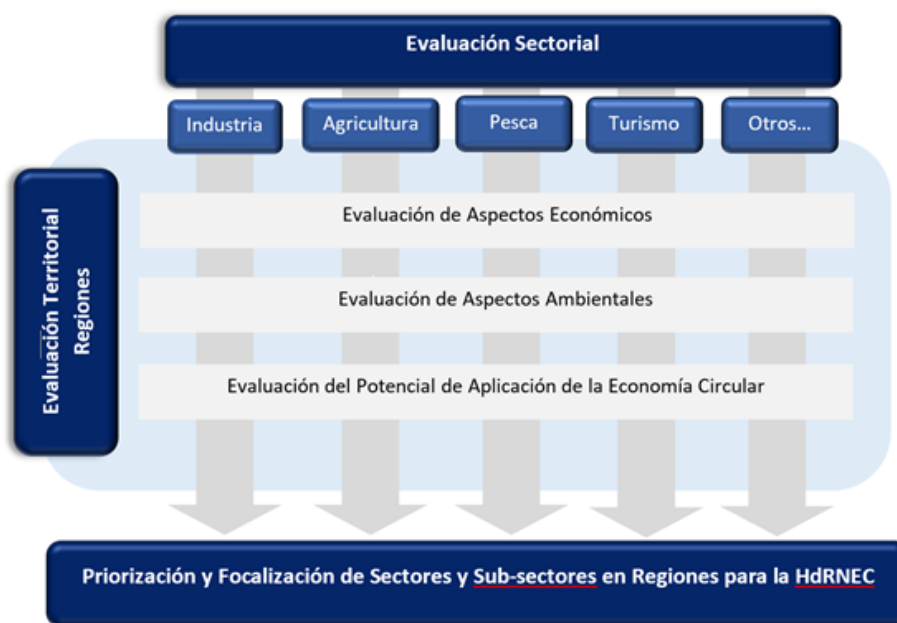 Evaluación Sectorial
Industria
Agricultura
Pesca
Turismo
Otros...
Evaluación Territorial
Regiones
Evaluación de Aspectos Económicos
Evaluación de Aspectos Ambientales
Evaluación del Potencial de Aplicación de la Economía Circular
Priorización y Focalización de Sectores y Sub-sectores en Regiones para la HdRNEC